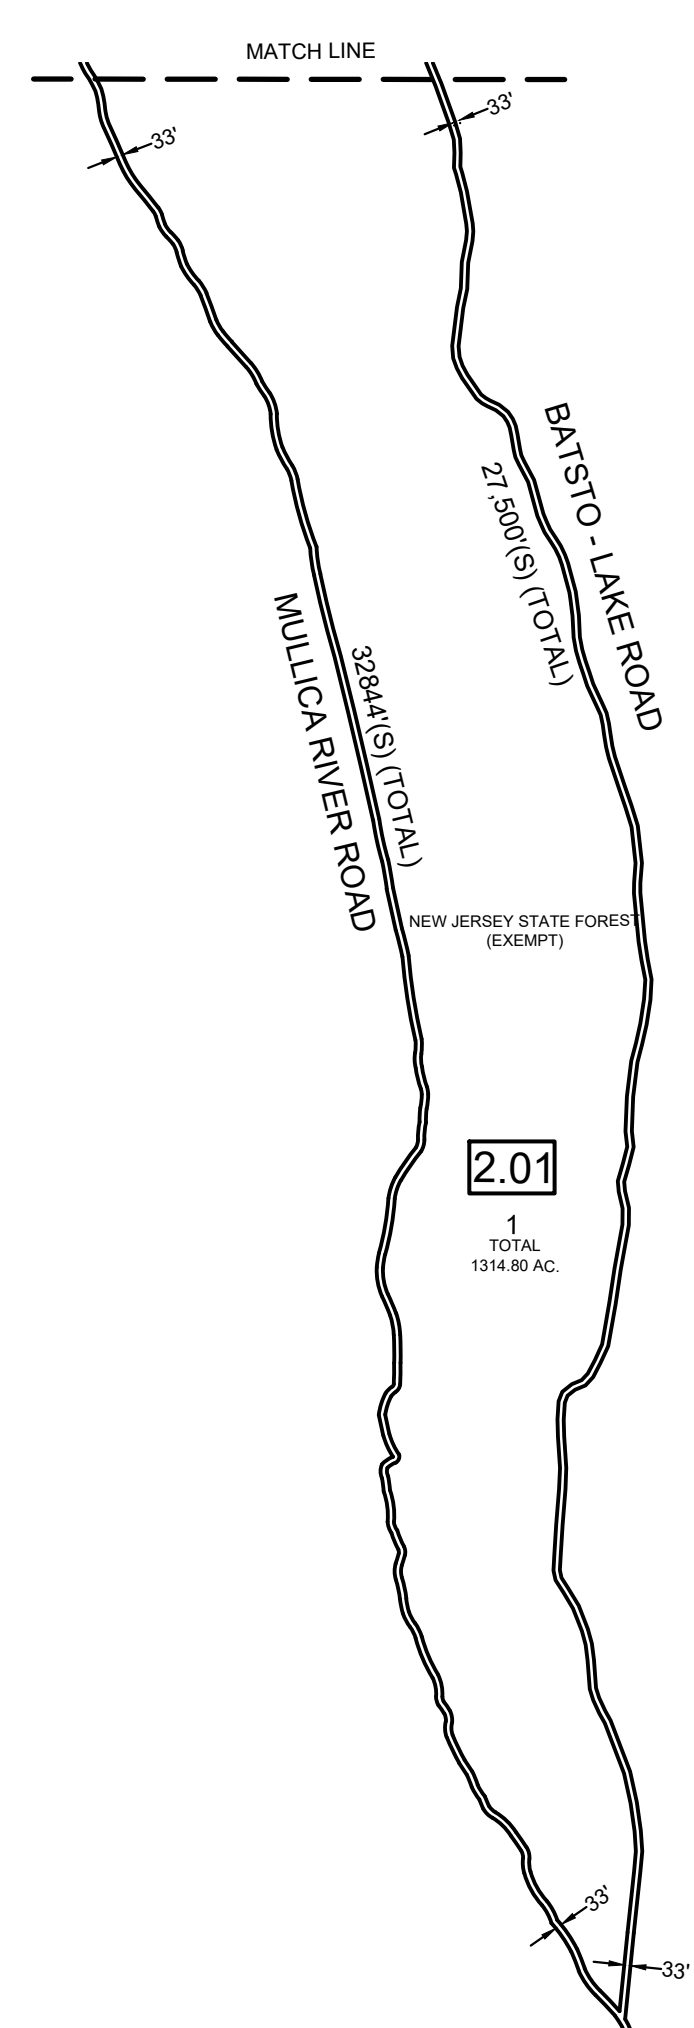 MATCH LINE
33'
33'
BATSTO - LAKE ROAD
27,500'(S) (TOTAL)
MULLICA RIVER ROAD
32844'(S) (TOTAL)
NEW JERSEY STATE FOREST
(EXEMPT)
2.01
1
TOTAL
1314.80 AC.
33'
33'